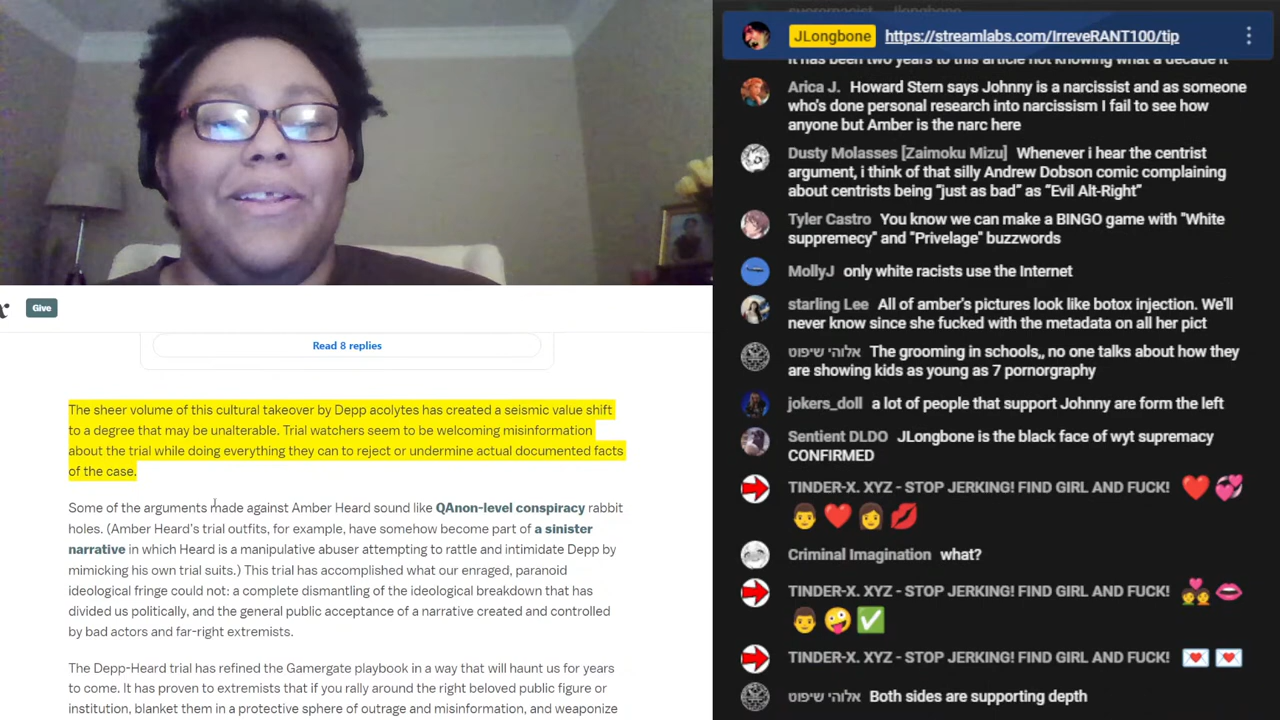 JLongbone https://streamlabs.com/IrreveRANT100/tip
it has been two years to this article not knowing what a decade it
Arica J. Howard Stern says Johnny is a narcissist and as someone
who's done personal research into narcissism I fail to see how
anyone but Amber is the narc here
Dusty Molasses [Zaimoku Mizu] Whenever i hear the centrist
argument, i think of that silly Andrew Dobson comic complaining
about centrists being “just as bad” as “Evil Alt-Right”
Tyler Castro You know we can make a BINGO game with "White
suppremecy" and "Privelage" buzzwords
MollyJ only white racists use the Internet
starling Lee All of amber's pictures look like botox injection. We'll
never know since she fucked with the metadata on all her pict
אלוהי שיפוט The grooming in schools,, no one talks about how they
are showing kids as young as 7 pornorgraphy
jokers_doll a lot of people that support Johnny are form the left
Sentient DLDO JLongbone is the black face of wyt supremacy
CONFIRMED
TINDER-X. XYZ - STOP JERKING! FIND GIRL AND FUCK! ❤️ 💞
👨 ❤️ 👩 💋
Criminal Imagination what?
TINDER-X. XYZ - STOP JERKING! FIND GIRL AND FUCK! 💑 👄
👨 🤪 ✅
TINDER-X. XYZ - STOP JERKING! FIND GIRL AND FUCK! 💌 💌
אלוהי שיפוט Both sides are supporting depth
Give
Read 8 replies
The sheer volume of this cultural takeover by Depp acolytes has created a seismic value shift
to a degree that may be unalterable. Trial watchers seem to be welcoming misinformation
about the trial while doing everything they can to reject or undermine actual documented facts
of the case.
Some of the arguments made against Amber Heard sound like QAnon-level conspiracy rabbit
holes. (Amber Heard's trial outfits, for example, have somehow become part of a sinister
narrative in which Heard is a manipulative abuser attempting to rattle and intimidate Depp by
mimicking his own trial suits.) This trial has accomplished what our enraged, paranoid
ideological fringe could not: a complete dismantling of the ideological breakdown that has
divided us politically, and the general public acceptance of a narrative created and controlled
by bad actors and far-right extremists.
The Depp-Heard trial has refined the Gamergate playbook in a way that will haunt us for years
to come. It has proven to extremists that if you rally around the right beloved public figure or
institution, blanket them in a protective sphere of outrage and misinformation, and weaponize